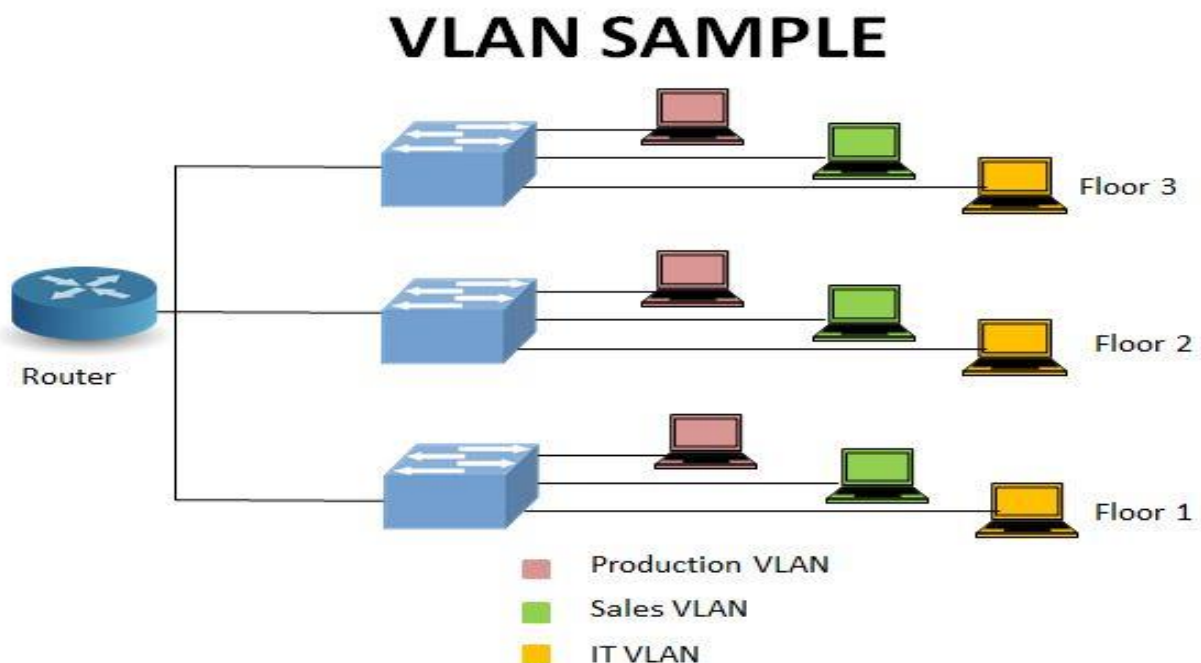 VLAN SAMPLE
Floor 3
Floor 2
Router
Floor 1
Production VLAN
Sales VLAN
IT VLAN